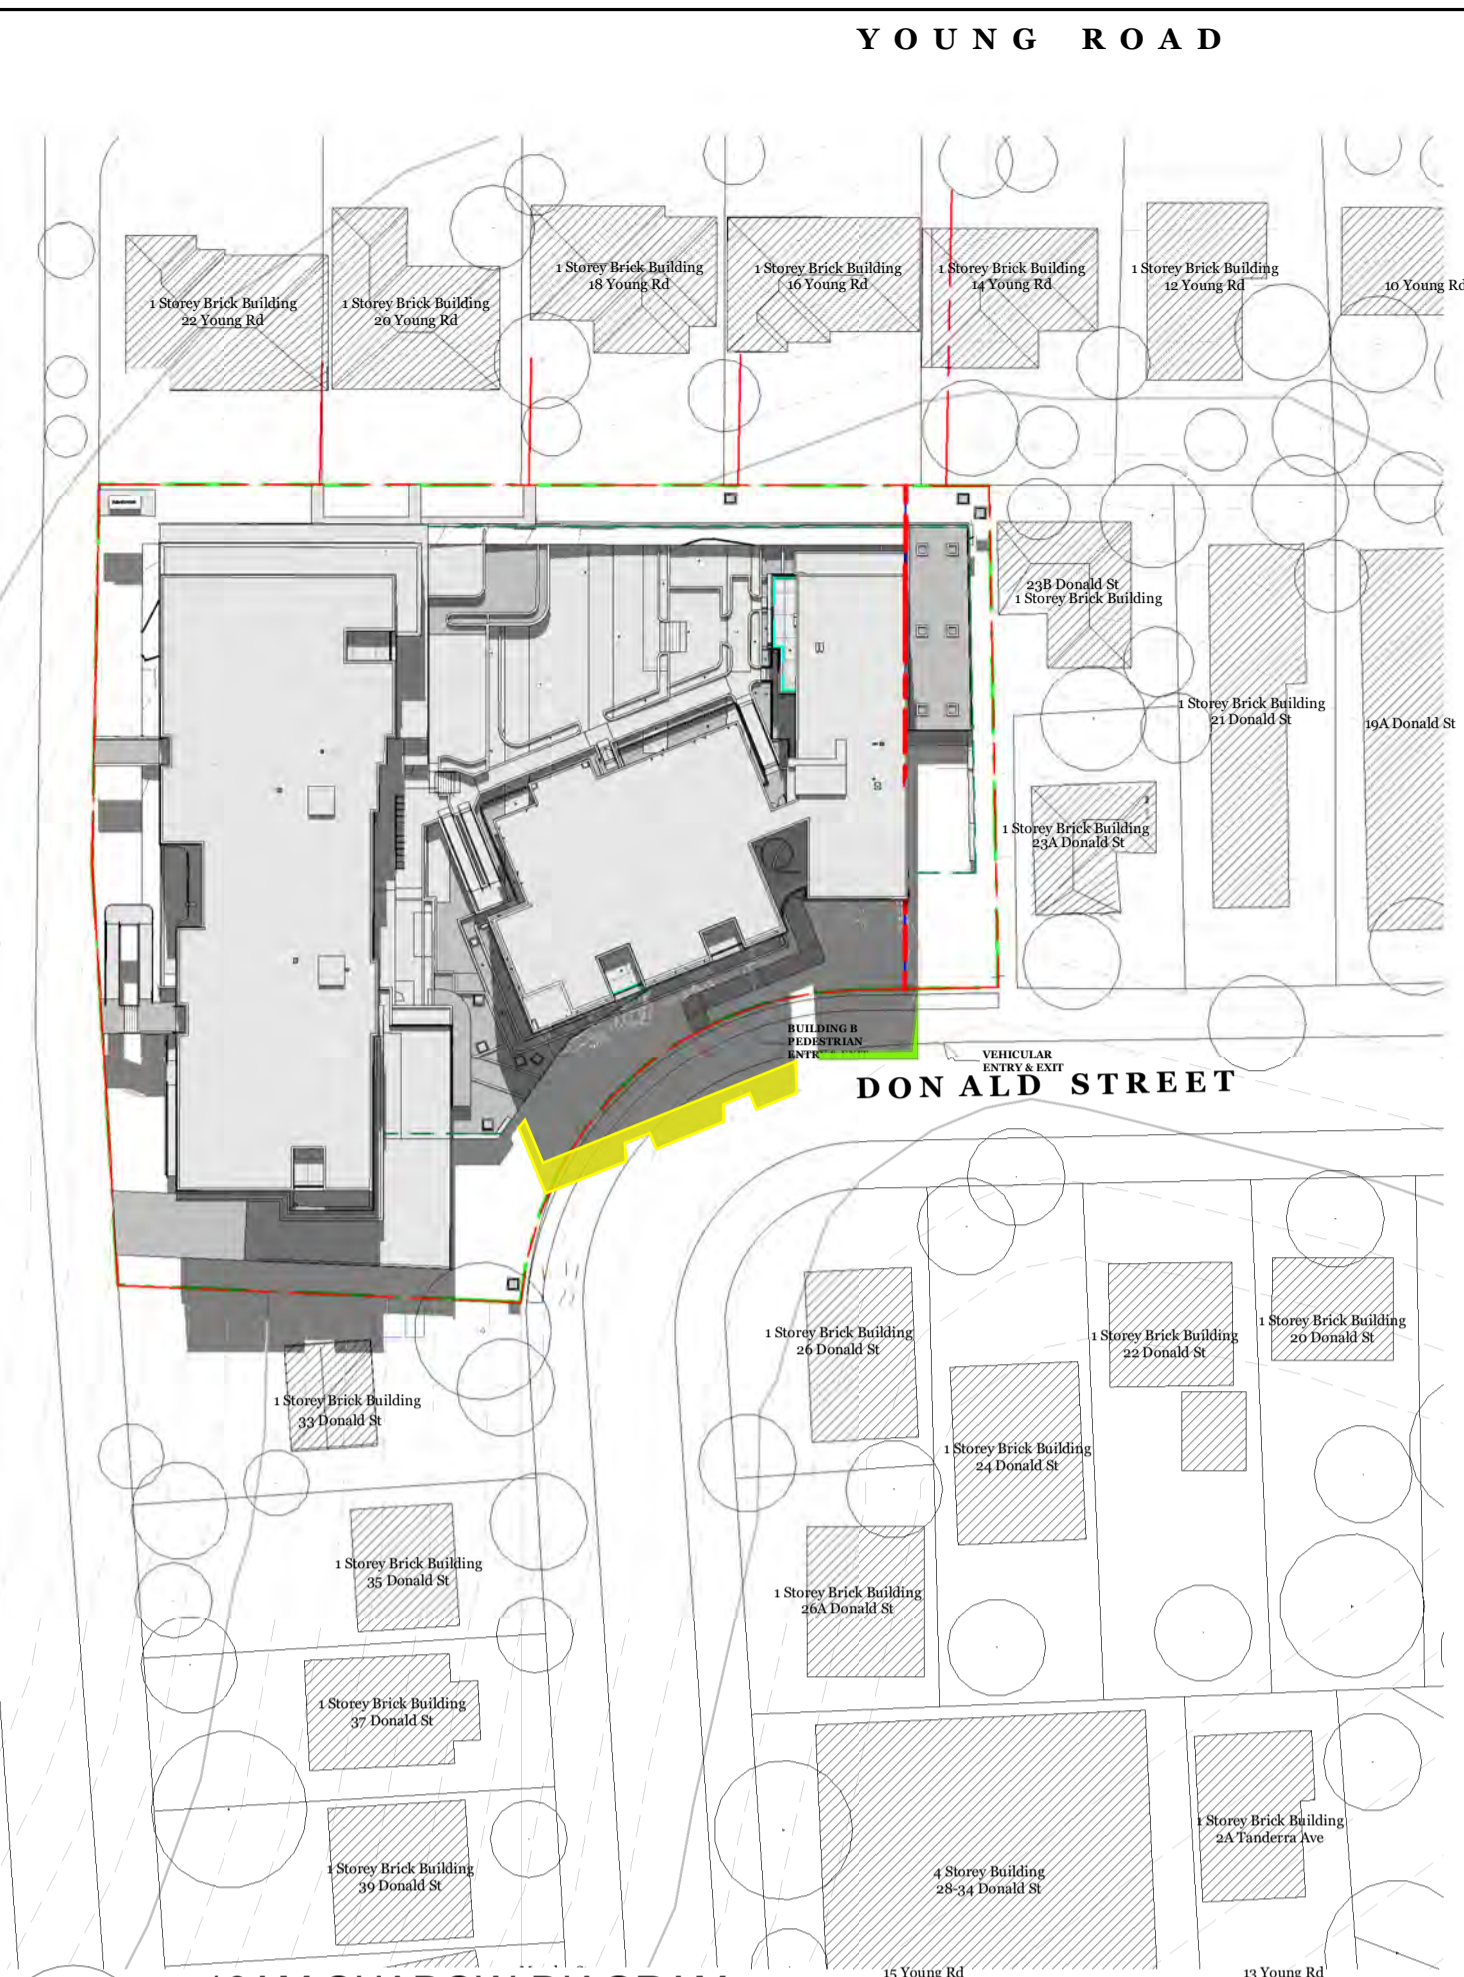 YOUNG ROAD
1 Storey Brick Building
22 Young Rd
1 Storey Brick Building
20 Young Rd
1 Storey Brick Building
18 Young Rd
1 Storey Brick Building
16 Young Rd
1 Storey Brick Building
14 Young Rd
1 Storey Brick Building
12 Young Rd
10 Young Rd
23B Donald St
1 Storey Brick Building
1 Storey Brick Building
21 Donald St
19A Donald St
1 Storey Brick Building
23A Donald St
BUILDING B
PEDESTRIAN
ENTRY & EXIT
VEHICULAR
ENTRY & EXIT
DONALD STREET
1 Storey Brick Building
26 Donald St
1 Storey Brick Building
22 Donald St
1 Storey Brick Building
20 Donald St
1 Storey Brick Building
33 Donald St
1 Storey Brick Building
24 Donald St
1 Storey Brick Building
35 Donald St
1 Storey Brick Building
26A Donald St
1 Storey Brick Building
37 Donald St
1 Storey Brick Building
39 Donald St
4 Storey Building
28-34 Donald St
1 Storey Brick Building
2A Tanderra Ave
15 Young Rd
13 Young Rd